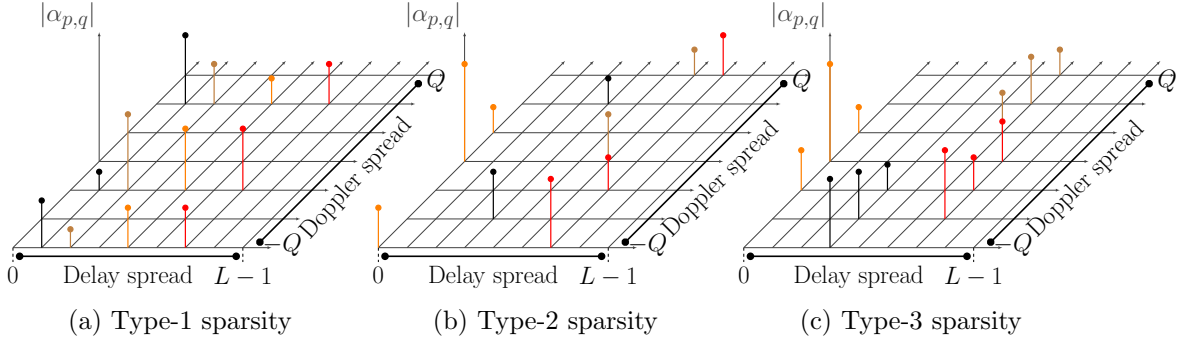 |α_{p,q}| |α_{p,q}| |α_{p,q}|
Q Q Q
Doppler spread Doppler spread Doppler spread
−Q −Q −Q
0 Delay spread L − 1 0 Delay spread L − 1 0 Delay spread L − 1
(a) Type-1 sparsity (b) Type-2 sparsity (c) Type-3 sparsity